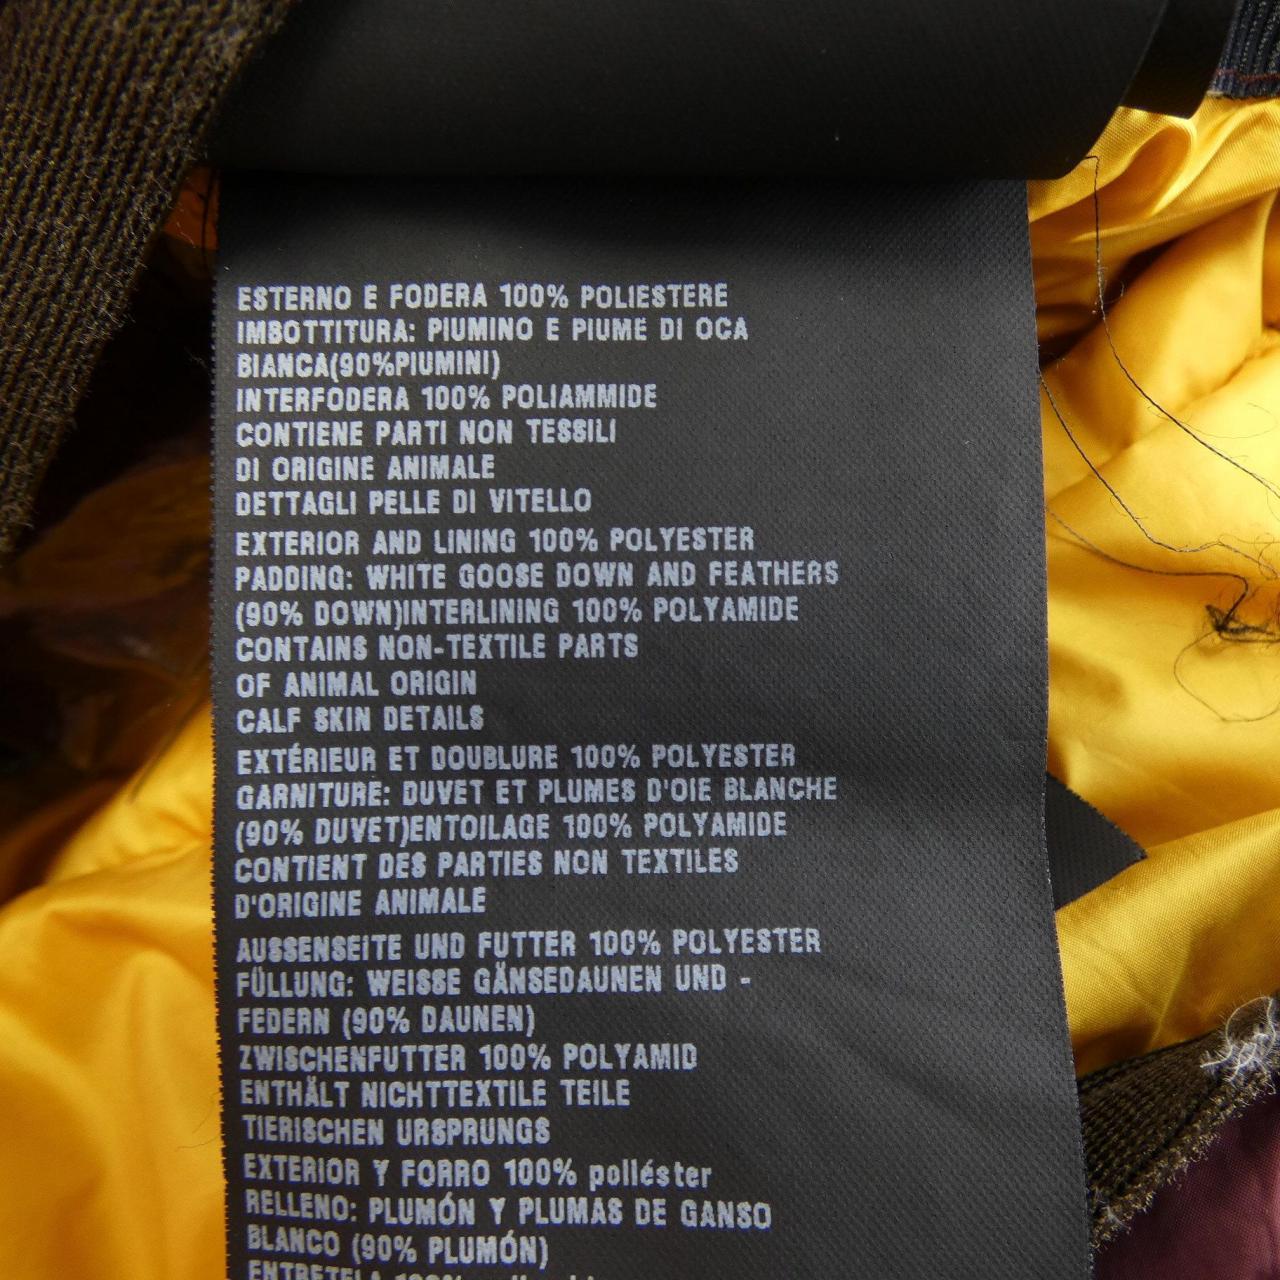 ESTERNO E FODERA 100% POLIESTERE
IMBOTTITURA: PIUMINO E PIUME DI OCA
BIANCA(90%PIUMINI)
INTERFODERA 100% POLIAMMIDE
CONTIENE PARTI NON TESSILI
DI ORIGINE ANIMALE
DETTAGLI PELLE DI VITELLO
EXTERIOR AND LINING 100% POLYESTER
PADDING: WHITE GOOSE DOWN AND FEATHERS
(90% DOWN)INTERLINING 100% POLYAMIDE
CONTAINS NON-TEXTILE PARTS
OF ANIMAL ORIGIN
CALF SKIN DETAILS
EXTÉRIEUR ET DOUBLURE 100% POLYESTER
GARNITURE: DUVET ET PLUMES D'OIE BLANCHE
(90% DUVET)ENTOILAGE 100% POLYAMIDE
CONTIENT DES PARTIES NON TEXTILES
D'ORIGINE ANIMALE
AUSSENSEITE UND FUTTER 100% POLYESTER
FÜLLUNG: WEISSE GÄNSEDAUNEN UND -
FEDERN (90% DAUNEN)
ZWISCHENFUTTER 100% POLYAMID
ENTHÄLT NICHTTEXTILE TEILE
TIERISCHEN URSPRUNGS
EXTERIOR Y FORRO 100% poliéster
RELLENO: PLUMÓN Y PLUMAS DE GANSO
BLANCO (90% PLUMÓN)
ENTRETELA 100%